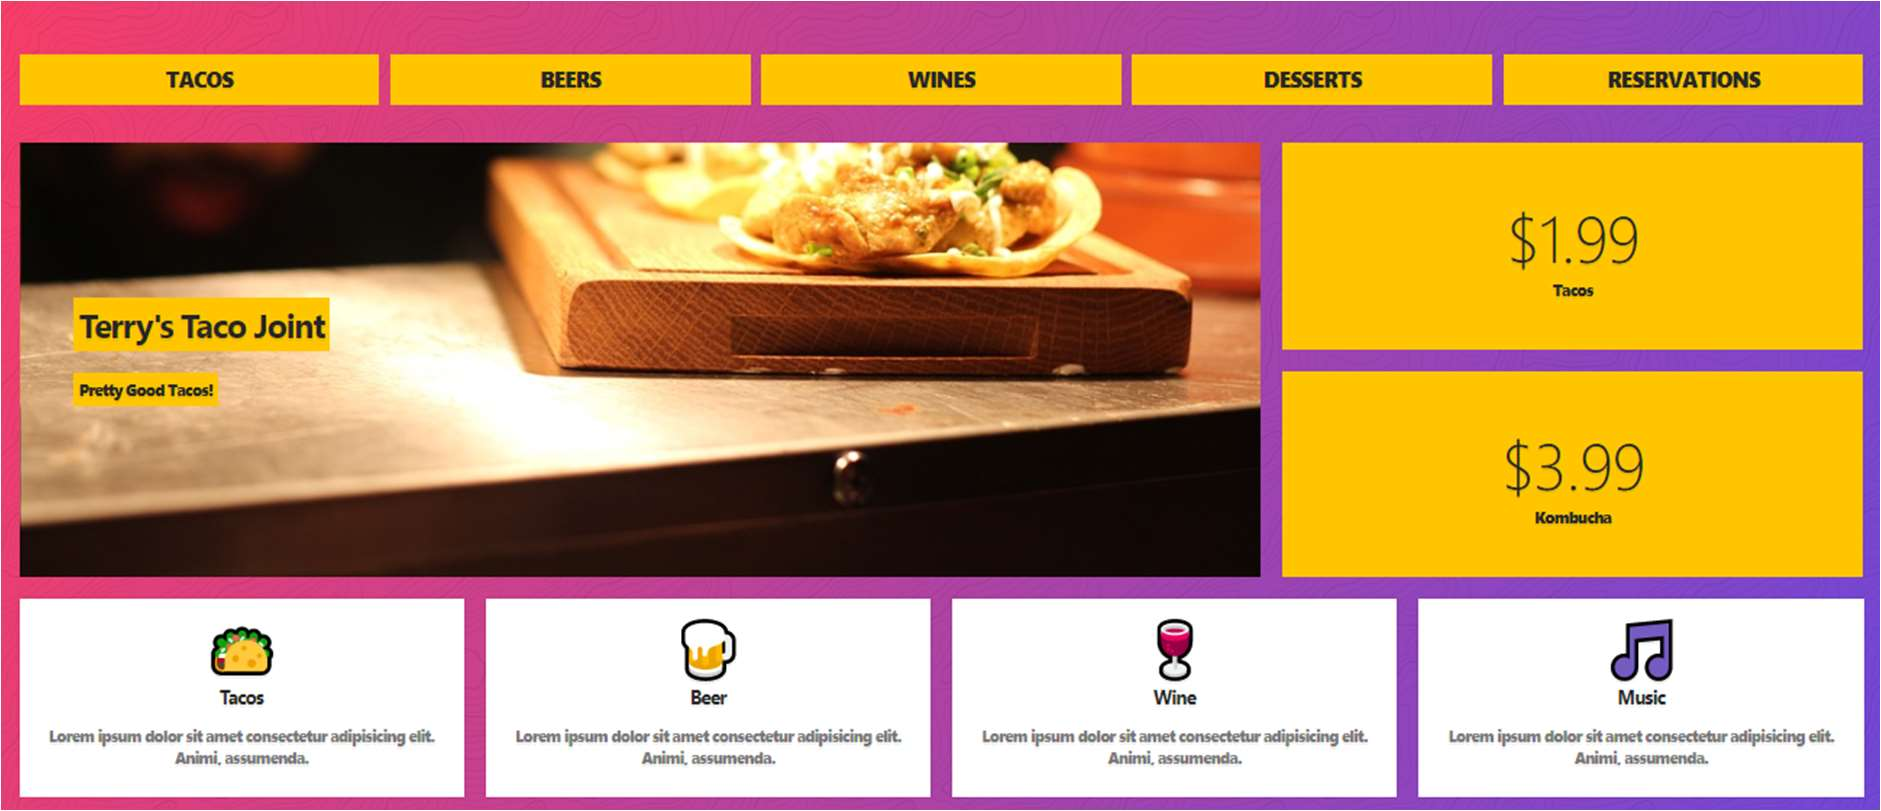 TACOS
BEERS
WINES
DESSERTS
RESERVATIONS
Terry's Taco Joint
Pretty Good Tacos!
$1.99
Tacos
$3.99
Kombucha
Tacos
Lorem ipsum dolor sit amet consectetur adipisicing elit.
Animi, assumenda.
Beer
Lorem ipsum dolor sit amet consectetur adipisicing elit.
Animi, assumenda.
Wine
Lorem ipsum dolor sit amet consectetur adipisicing elit.
Animi, assumenda.
Music
Lorem ipsum dolor sit amet consectetur adipisicing elit.
Animi, assumenda.